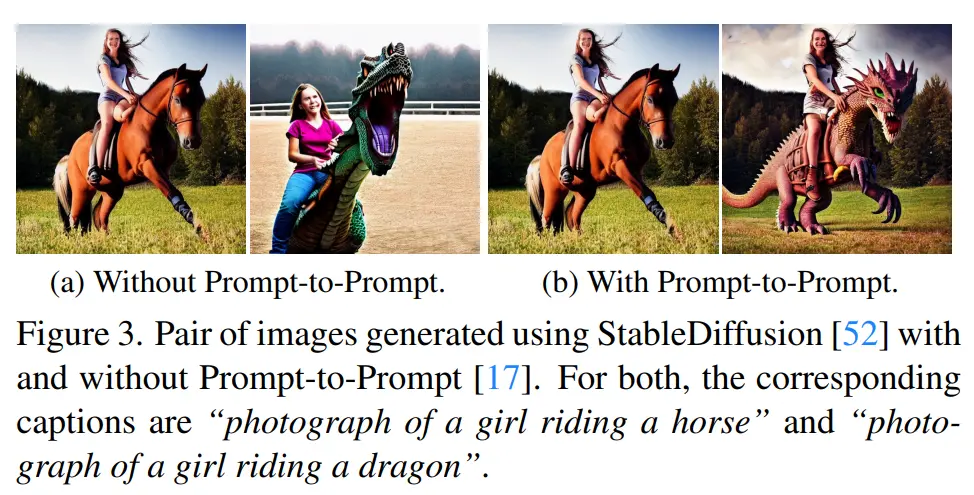 (a) Without Prompt-to-Prompt.
(b) With Prompt-to-Prompt.
Figure 3. Pair of images generated using StableDiffusion [52] with
and without Prompt-to-Prompt [17]. For both, the corresponding
captions are “photograph of a girl riding a horse” and “photo-
graph of a girl riding a dragon”.